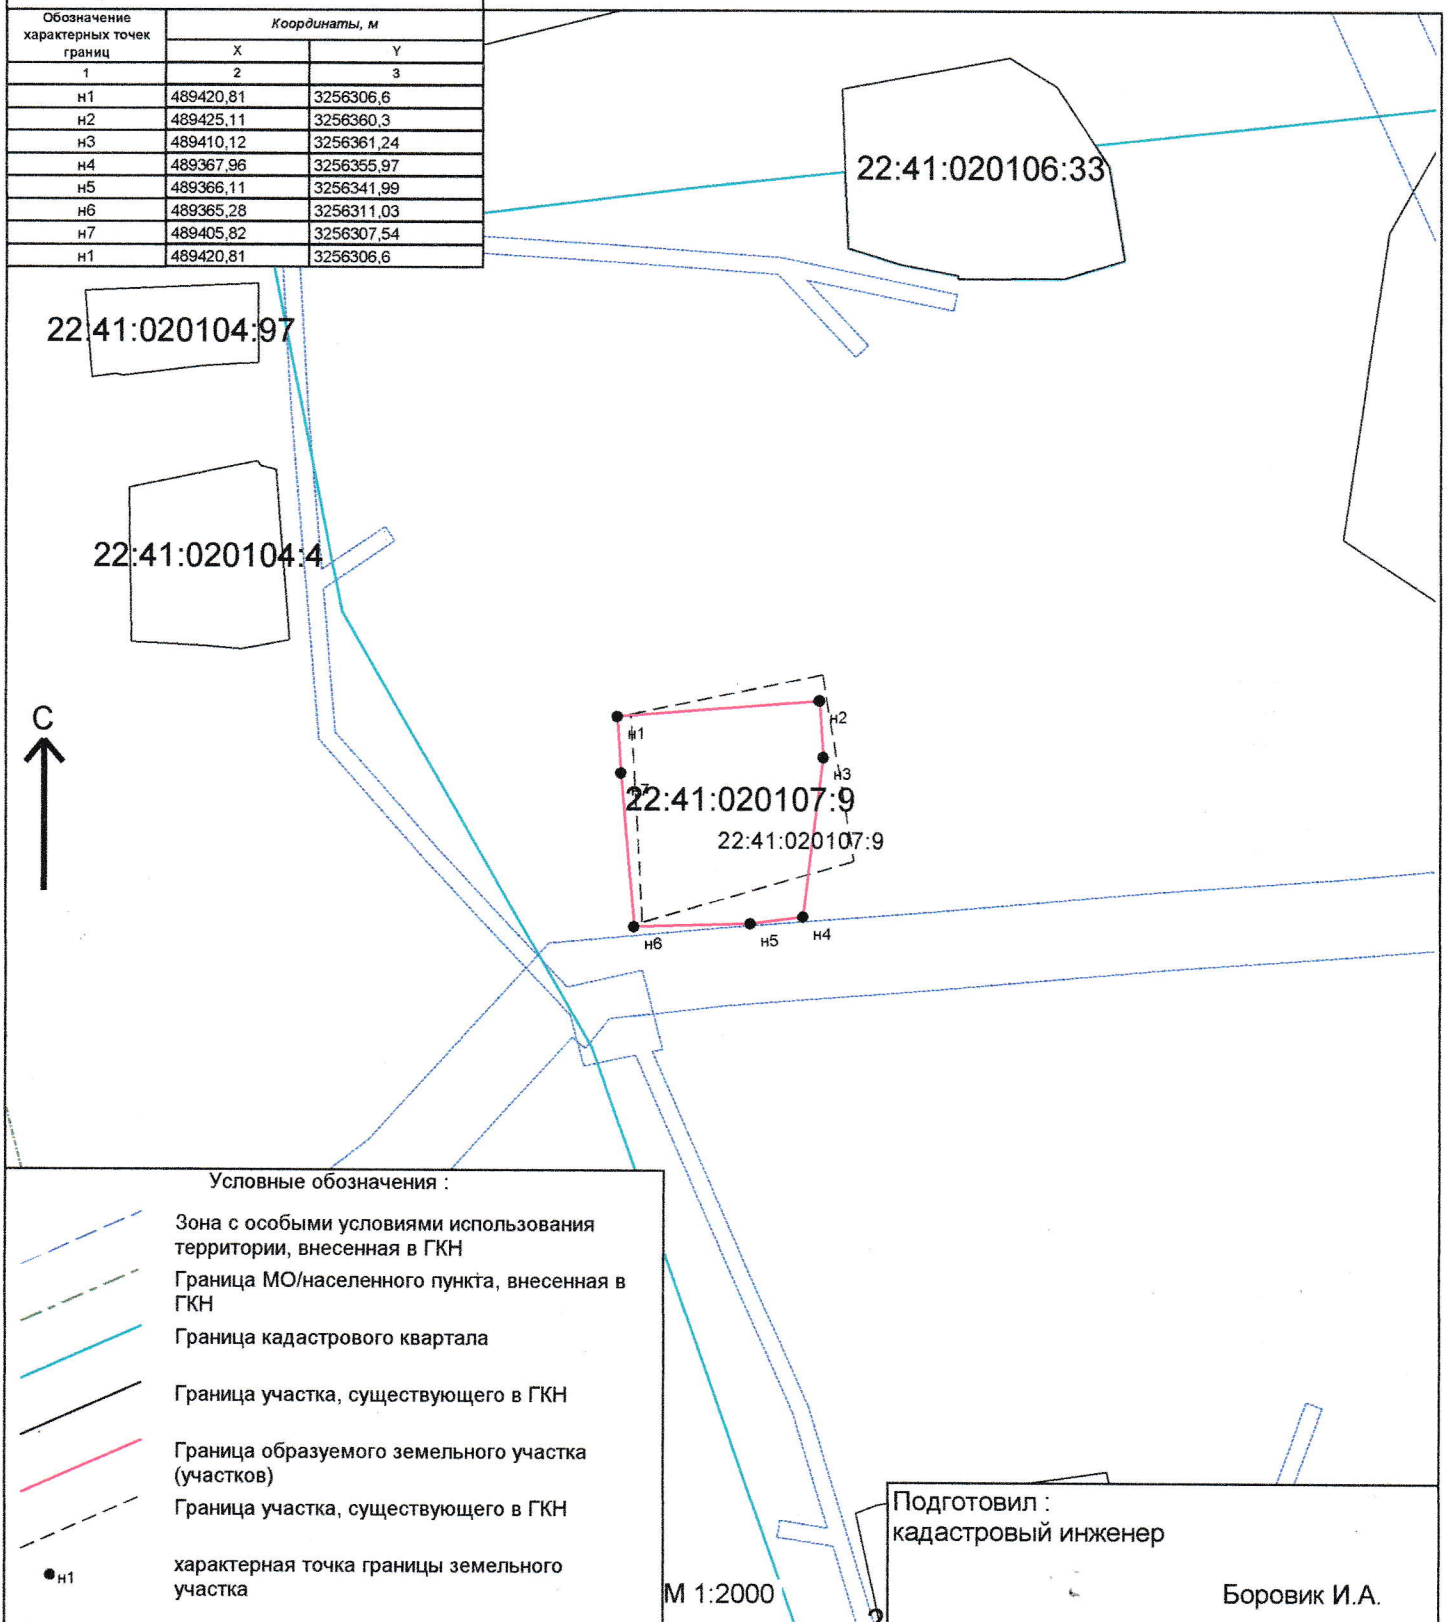 Обозначение
характерных точек
границ
Координаты, м
X Y
1 2 3
н1 489420,81 3256306,6
н2 489425,11 3256360,3
н3 489410,12 3256361,24
н4 489367,96 3256355,97
н5 489366,11 3256341,99
н6 489365,28 3256311,03
н7 489405,82 3256307,54
н1 489420,81 3256306,6
22:41:020106:33
22:41:020104:97
22:41:020104:4
С
н1
н2
н3
н7
22:41:020107:9
22:41:020107:9
н4
н5
н6
Условные обозначения :
Зона с особыми условиями использования
территории, внесенная в ГКН
Граница МО/населенного пункта, внесенная в
ГКН
Граница кадастрового квартала
Граница участка, существующего в ГКН
Граница образуемого земельного участка
(участков)
Граница участка, существующего в ГКН
н1
характерная точка границы земельного
участка
М 1:2000
Подготовил :
кадастровый инженер
Боровик И.А.